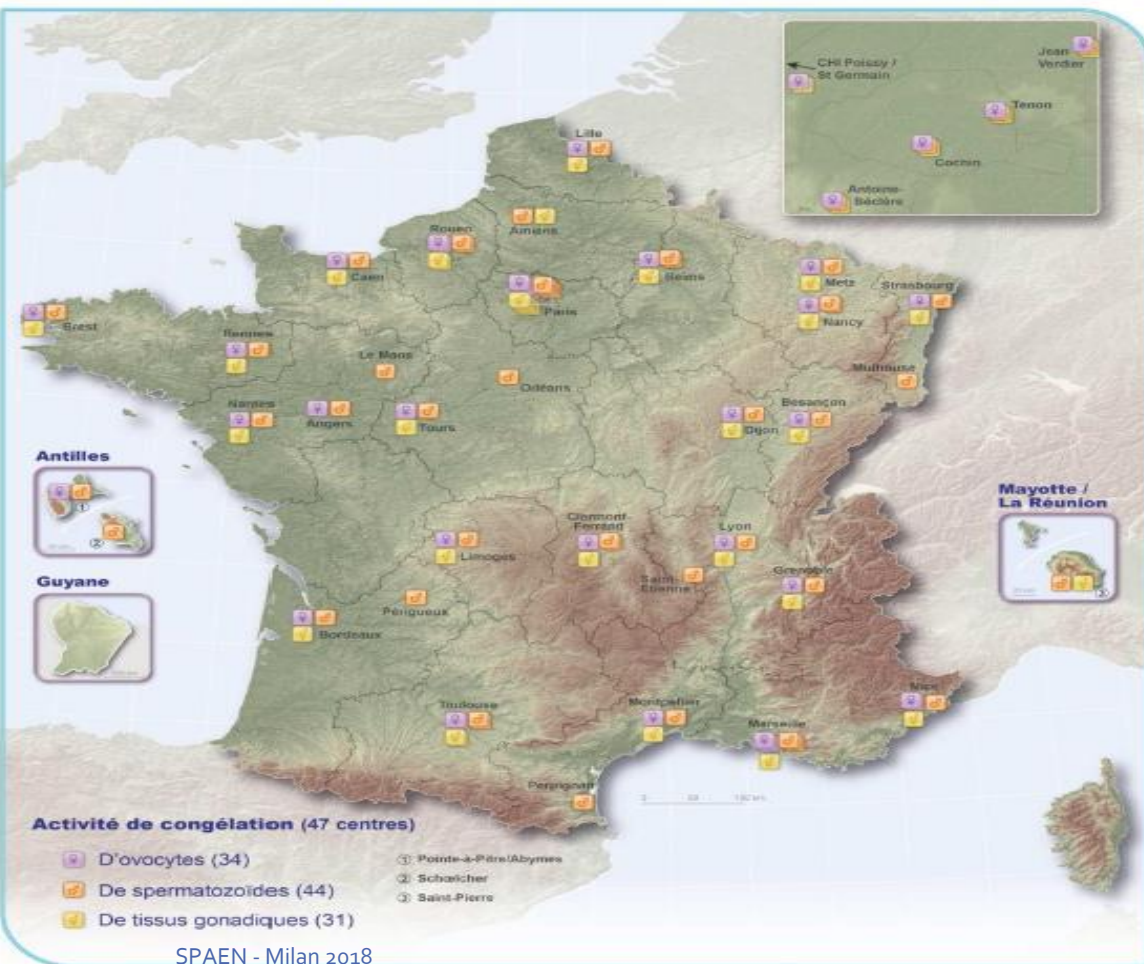 CHI Poissy /
St Germain
Jean
Verdier
Tenon
Cochin
Antoine-
Béclère
Lille
Amiens
Rouen
Caen
Reims
Metz
Strasbourg
Paris
Nancy
Brest
Rennes
Le Mans
Orléans
Mulhouse
Nantes
Angers
Tours
Dijon
Besançon
Antilles
①
②
Mayotte /
La Réunion
③
Guyane
Limoges
Clermont-
Ferrand
Lyon
Saint-
Etienne
Grenoble
Périgueux
Bordeaux
Toulouse
Montpellier
Marseille
Nice
Perpignan
Activité de congélation (47 centres)
D'ovocytes (34)
De spermatozoïdes (44)
De tissus gonadiques (31)
① Pointe-à-Pitre/Abymes
② Schœlcher
③ Saint-Pierre
SPAEN - Milan 2018